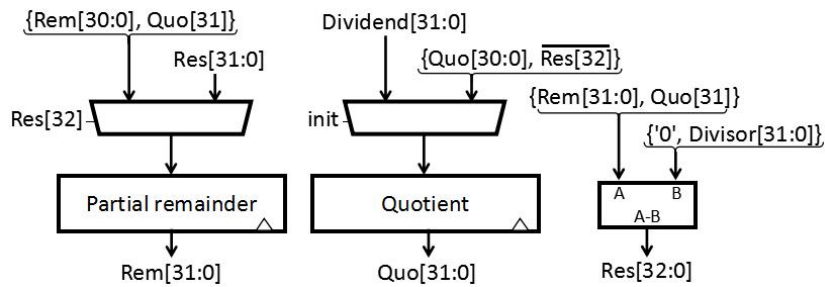 {Rem[30:0], Quo[31]}
Res[31:0]
Res[32]
Partial remainder
Rem[31:0]
Dividend[31:0]
{Quo[30:0], Res[32]}
init
Quotient
Quo[31:0]
{Rem[31:0], Quo[31]}
{'0', Divisor[31:0]}
A B
A-B
Res[32:0]